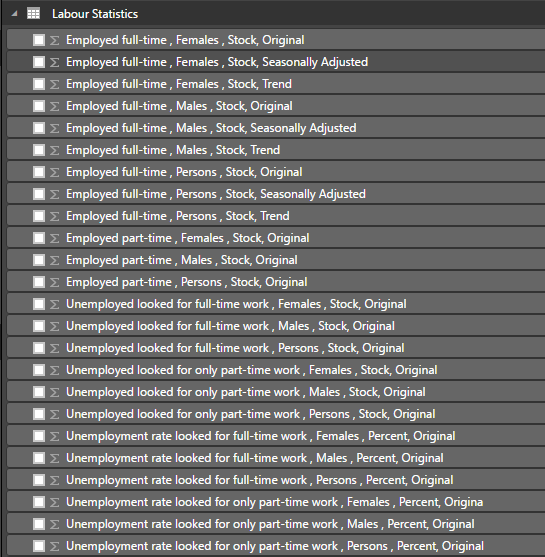 Labour Statistics
Employed full-time , Females , Stock, Original
Employed full-time , Females , Stock, Seasonally Adjusted
Employed full-time , Females , Stock, Trend
Employed full-time , Males , Stock, Original
Employed full-time , Males , Stock, Seasonally Adjusted
Employed full-time , Males , Stock, Trend
Employed full-time , Persons , Stock, Original
Employed full-time , Persons , Stock, Seasonally Adjusted
Employed full-time , Persons , Stock, Trend
Employed part-time , Females , Stock, Original
Employed part-time , Males , Stock, Original
Employed part-time , Persons , Stock, Original
Unemployed looked for full-time work , Females , Stock, Original
Unemployed looked for full-time work , Males , Stock, Original
Unemployed looked for full-time work , Persons , Stock, Original
Unemployed looked for only part-time work , Females , Stock, Original
Unemployed looked for only part-time work , Males , Stock, Original
Unemployed looked for only part-time work , Persons , Stock, Original
Unemployment rate looked for full-time work , Females , Percent, Original
Unemployment rate looked for full-time work , Males , Percent, Original
Unemployment rate looked for full-time work , Persons , Percent, Original
Unemployment rate looked for only part-time work , Females , Percent, Origina
Unemployment rate looked for only part-time work , Males , Percent, Original
Unemployment rate looked for only part-time work , Persons , Percent, Original